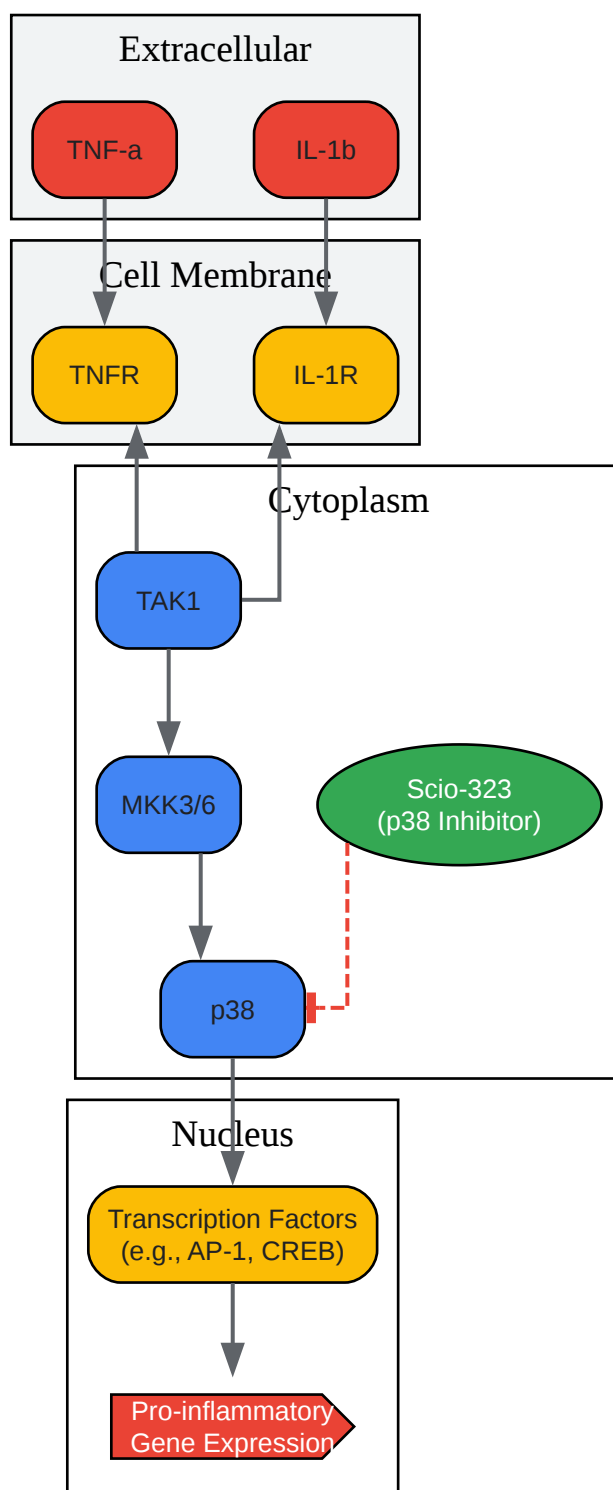 Extracellular
TNF-a
IL-1b
Cell Membrane
TNFR
IL-1R
Cytoplasm
TAK1
MKK3/6
Scio-323
(p38 Inhibitor)
p38
Nucleus
Transcription Factors
(e.g., AP-1, CREB)
Pro-inflammatory
Gene Expression